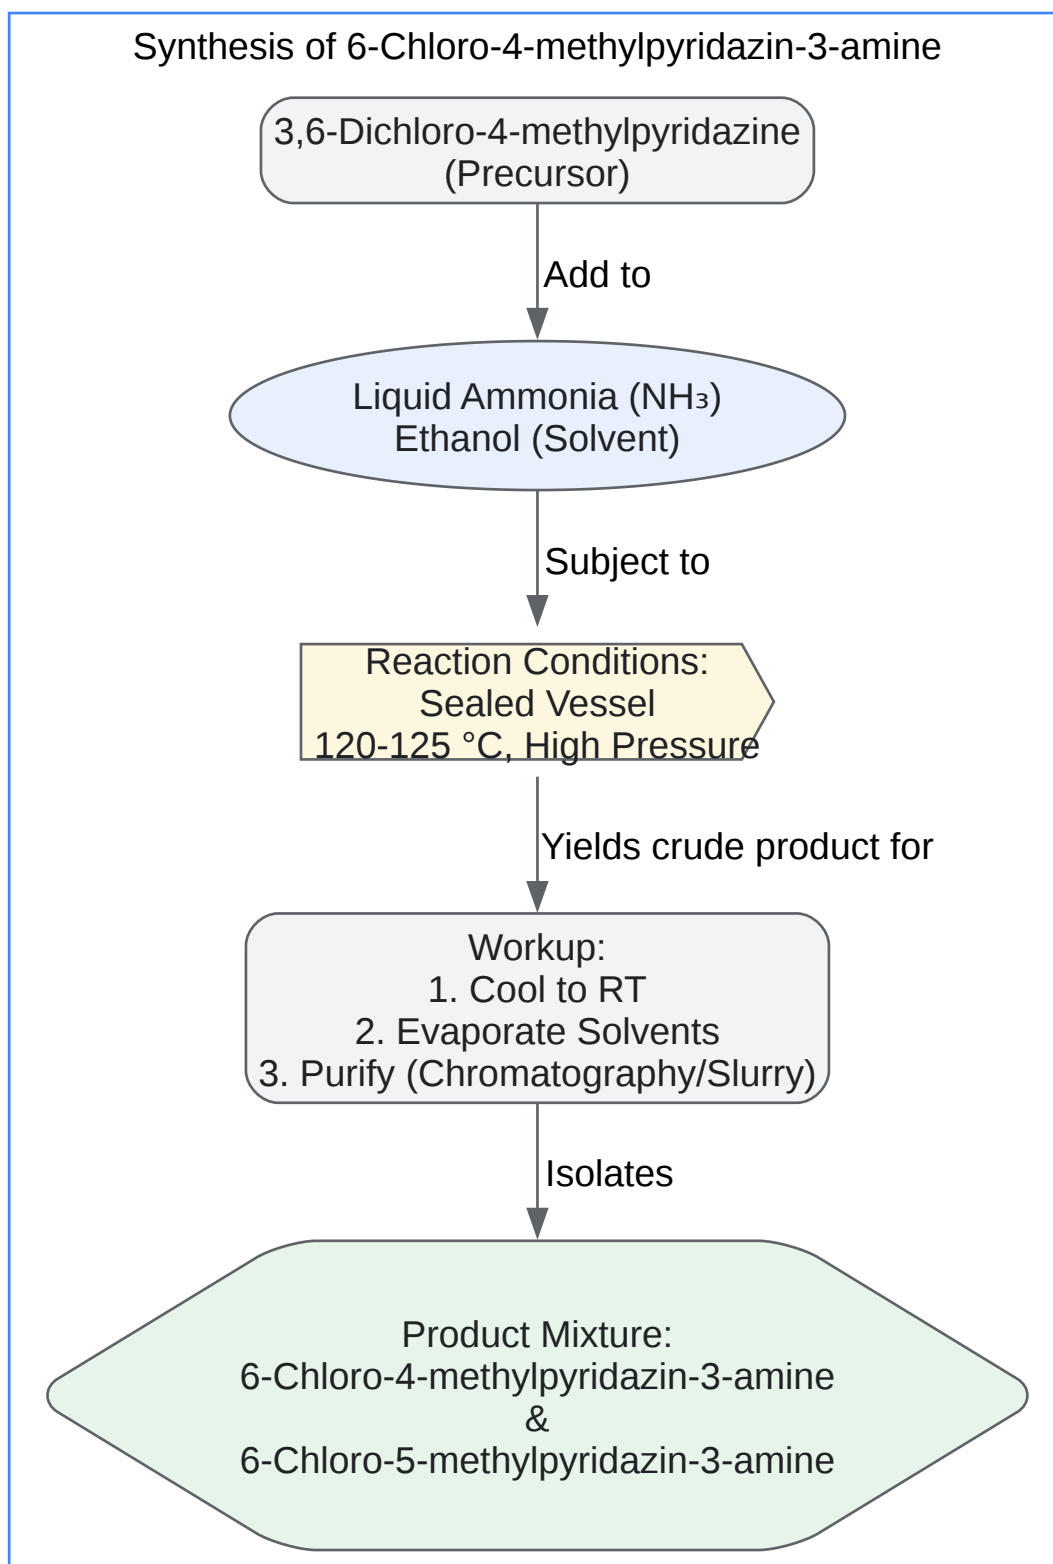 Synthesis of 6-Chloro-4-methylpyridazin-3-amine
3,6-Dichloro-4-methylpyridazine
(Precursor)
Add to
Liquid Ammonia (NH₃)
Ethanol (Solvent)
Subject to
Reaction Conditions:
Sealed Vessel
120-125 °C, High Pressure
Yields crude product for
Workup:
1. Cool to RT
2. Evaporate Solvents
3. Purify (Chromatography/Slurry)
Isolates
Product Mixture:
6-Chloro-4-methylpyridazin-3-amine
&
6-Chloro-5-methylpyridazin-3-amine